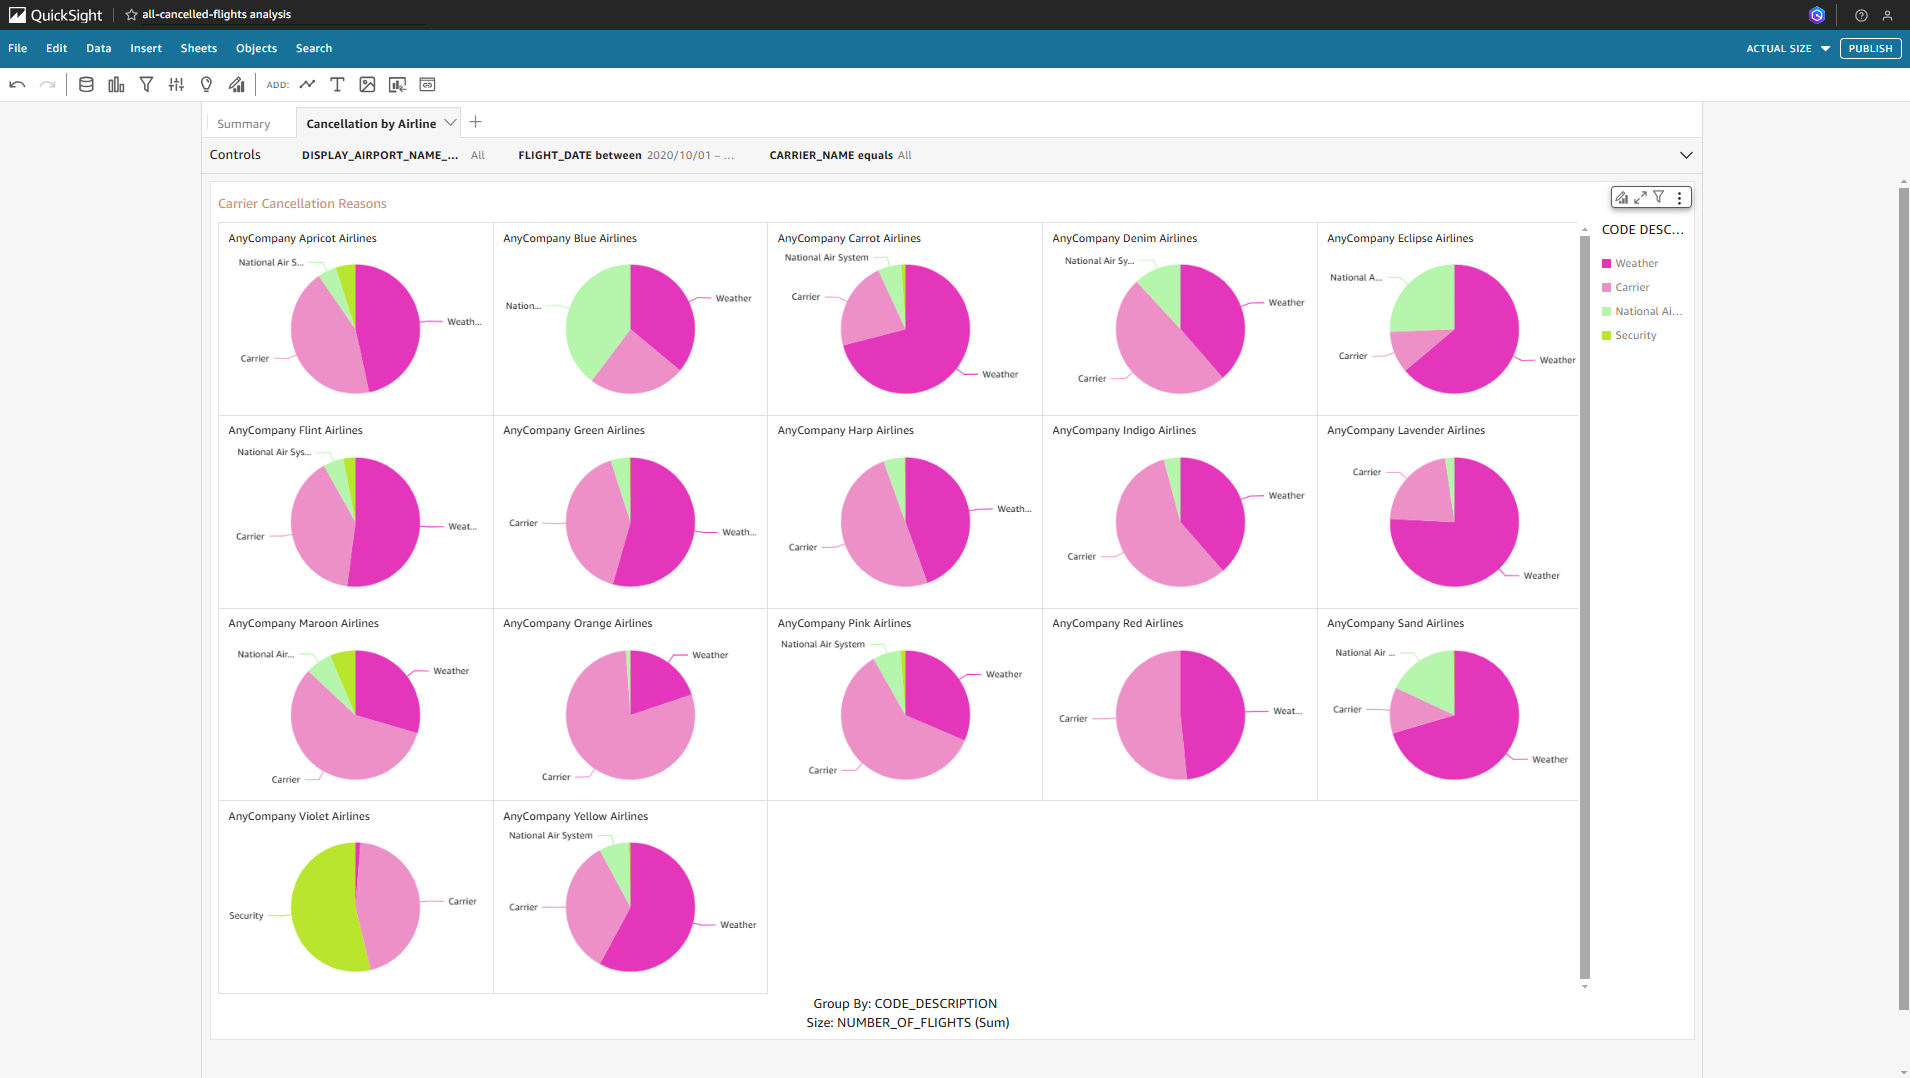 QuickSight all-cancelled-flights analysis
File Edit Data Insert Sheets Objects Search ACTUAL SIZE PUBLISH
ADD:
Summary Cancellation by Airline
Controls DISPLAY_AIRPORT_NAME_... All FLIGHT_DATE between 2020/10/01 – ... CARRIER_NAME equals All
Carrier Cancellation Reasons
CODE DESC...
Weather
Carrier
National Ai...
Security
AnyCompany Apricot Airlines
National Air S...
Weath...
Carrier
AnyCompany Blue Airlines
Weather
Nation...
AnyCompany Carrot Airlines
National Air System
Carrier
Weather
AnyCompany Denim Airlines
National Air Sy...
Weather
Carrier
AnyCompany Eclipse Airlines
National A...
Carrier
Weather
AnyCompany Flint Airlines
National Air Sys...
Weat...
Carrier
AnyCompany Green Airlines
Carrier
Weath...
AnyCompany Harp Airlines
Weath...
Carrier
AnyCompany Indigo Airlines
Weather
Carrier
AnyCompany Lavender Airlines
Carrier
Weather
AnyCompany Maroon Airlines
National Air...
Weather
Carrier
AnyCompany Orange Airlines
Weather
Carrier
AnyCompany Pink Airlines
National Air System
Weather
Carrier
AnyCompany Red Airlines
Weat...
Carrier
AnyCompany Sand Airlines
National Air ...
Carrier
Weather
AnyCompany Violet Airlines
Carrier
Security
AnyCompany Yellow Airlines
National Air System
Carrier
Weather
Group By: CODE_DESCRIPTION
Size: NUMBER_OF_FLIGHTS (Sum)